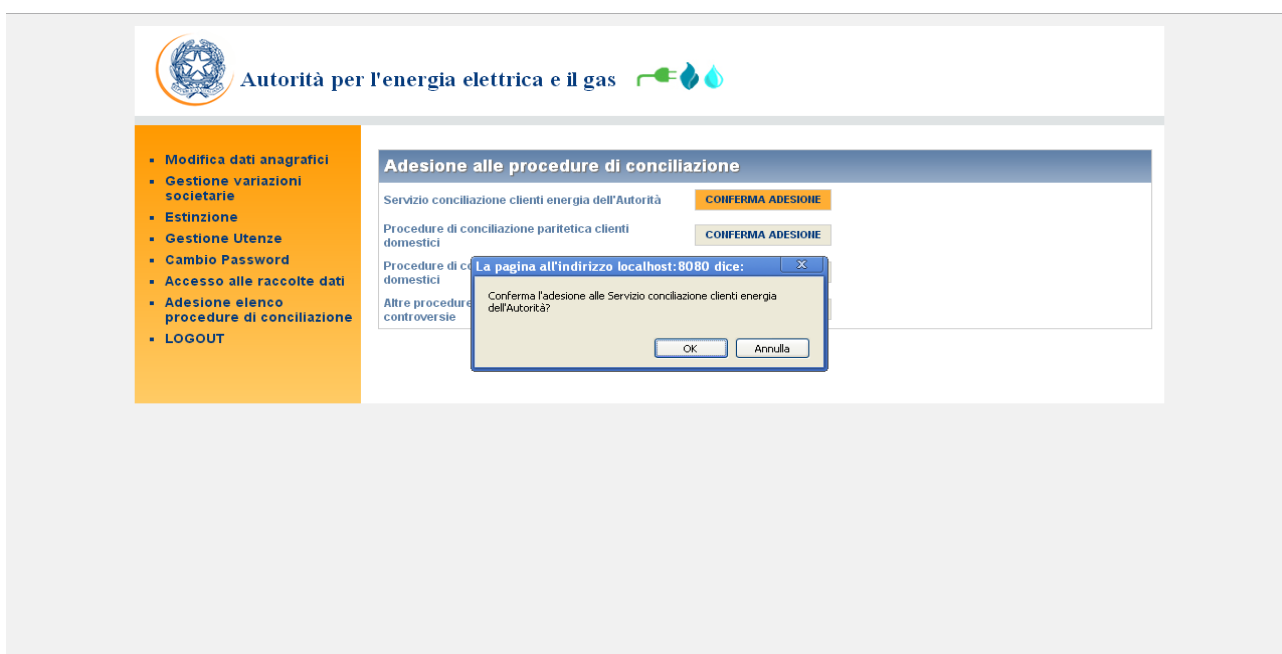 Autorità per l'energia elettrica e il gas
Modifica dati anagrafici
Gestione variazioni
societarie
Estinzione
Gestione Utenze
Cambio Password
Accesso alle raccolte dati
Adesione elenco
procedure di conciliazione
LOGOUT
Adesione alle procedure di conciliazione
Servizio conciliazione clienti energia dell'Autorità CONFERMA ADESIONE
Procedure di conciliazione paritetica clienti
domestici CONFERMA ADESIONE
Procedure di
domestici
Altre procedure
controversie
La pagina all'indirizzo localhost:8080 dice:
Conferma l'adesione alle Servizio conciliazione clienti energia
dell'Autorità?
OK Annulla